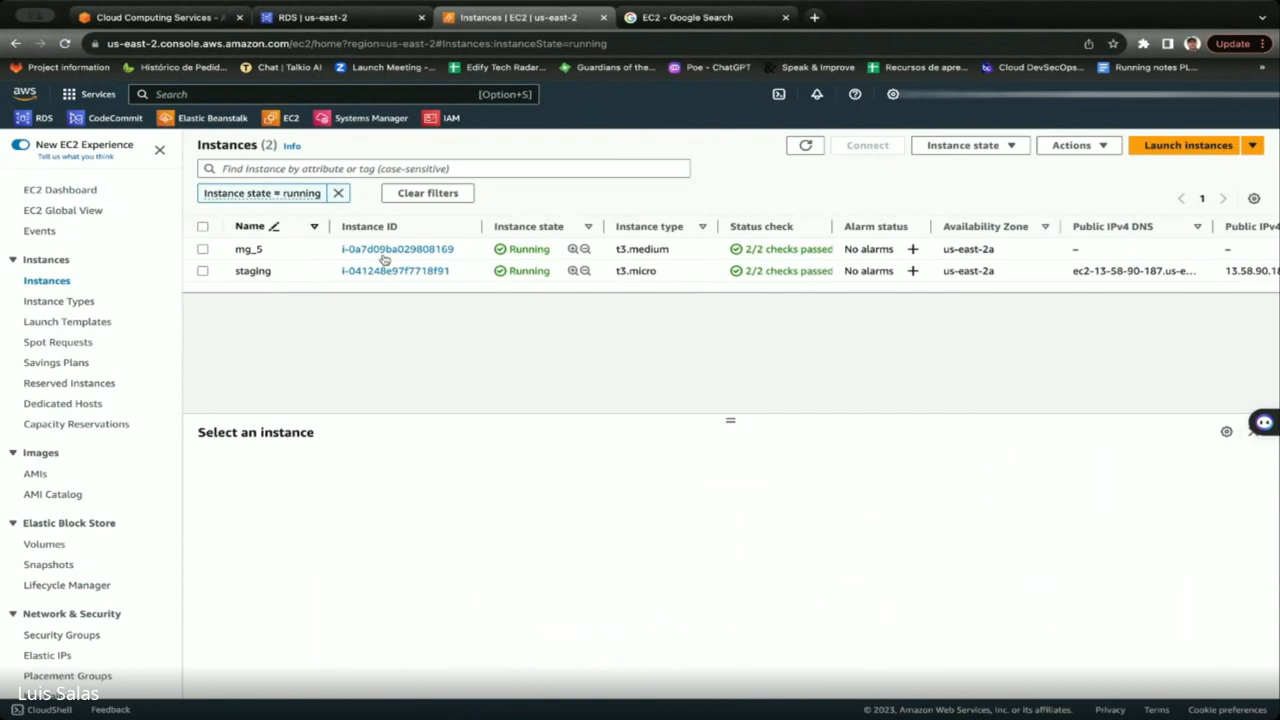 Cloud Computing Services - A
RDS | us-east-2
Instances | EC2 | us-east-2
EC2 - Google Search
us-east-2.console.aws.amazon.com/ec2/home?region=us-east-2#Instances:instanceState=running
Update
Project information
Histórico de Pedid...
Chat | Talkio AI
Launch Meeting -...
Edify Tech Radar...
Guardians of the...
Poe - ChatGPT
Speak & Improve
Recursos de apre...
Cloud DevSecOps...
Running notes PL...
»
aws
Services
Search
[Option+S]
RDS
CodeCommit
Elastic Beanstalk
EC2
Systems Manager
IAM
New EC2 Experience
Tell us what you think
EC2 Dashboard
EC2 Global View
Events
Instances
Instances
Instance Types
Launch Templates
Spot Requests
Savings Plans
Reserved Instances
Dedicated Hosts
Capacity Reservations
Images
AMIs
AMI Catalog
Elastic Block Store
Volumes
Snapshots
Lifecycle Manager
Network & Security
Security Groups
Elastic IPs
Placement Groups
Instances (2) Info
Connect
Instance state
Actions
Launch instances
Find Instance by attribute or tag (case-sensitive)
Instance state = running
Clear filters
1
Name Instance ID Instance state Instance type Status check Alarm status Availability Zone Public IPv4 DNS Public IPv4
mg_5 i-0a7d09ba029808169 Running t3.medium 2/2 checks passed No alarms + us-east-2a – –
staging i-041248e97f7718f91 Running t3.micro 2/2 checks passed No alarms + us-east-2a ec2-13-58-90-187.us-e... 13.58.90.18
Select an instance
Luis Salas
CloudShell
Feedback
© 2023, Amazon Web Services, Inc. or its affiliates.
Privacy
Terms
Cookie preferences